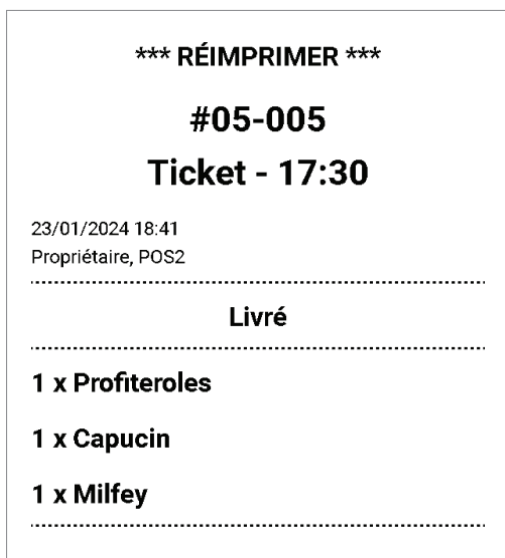 *** RÉIMPRIMER ***
#05-005
Ticket - 17:30
23/01/2024 18:41
Propriétaire, POS2
Livré
1 x Profiteroles
1 x Capucin
1 x Milfey